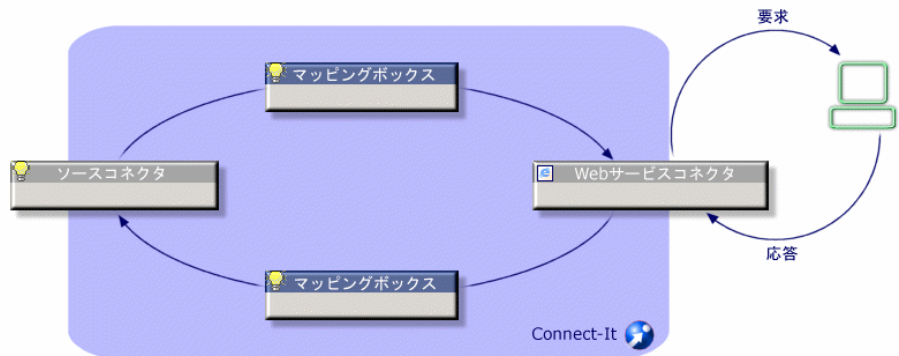 要求
マッピングボックス
ソースコネクタ
Webサービスコネクタ
応答
マッピングボックス
Connect-It